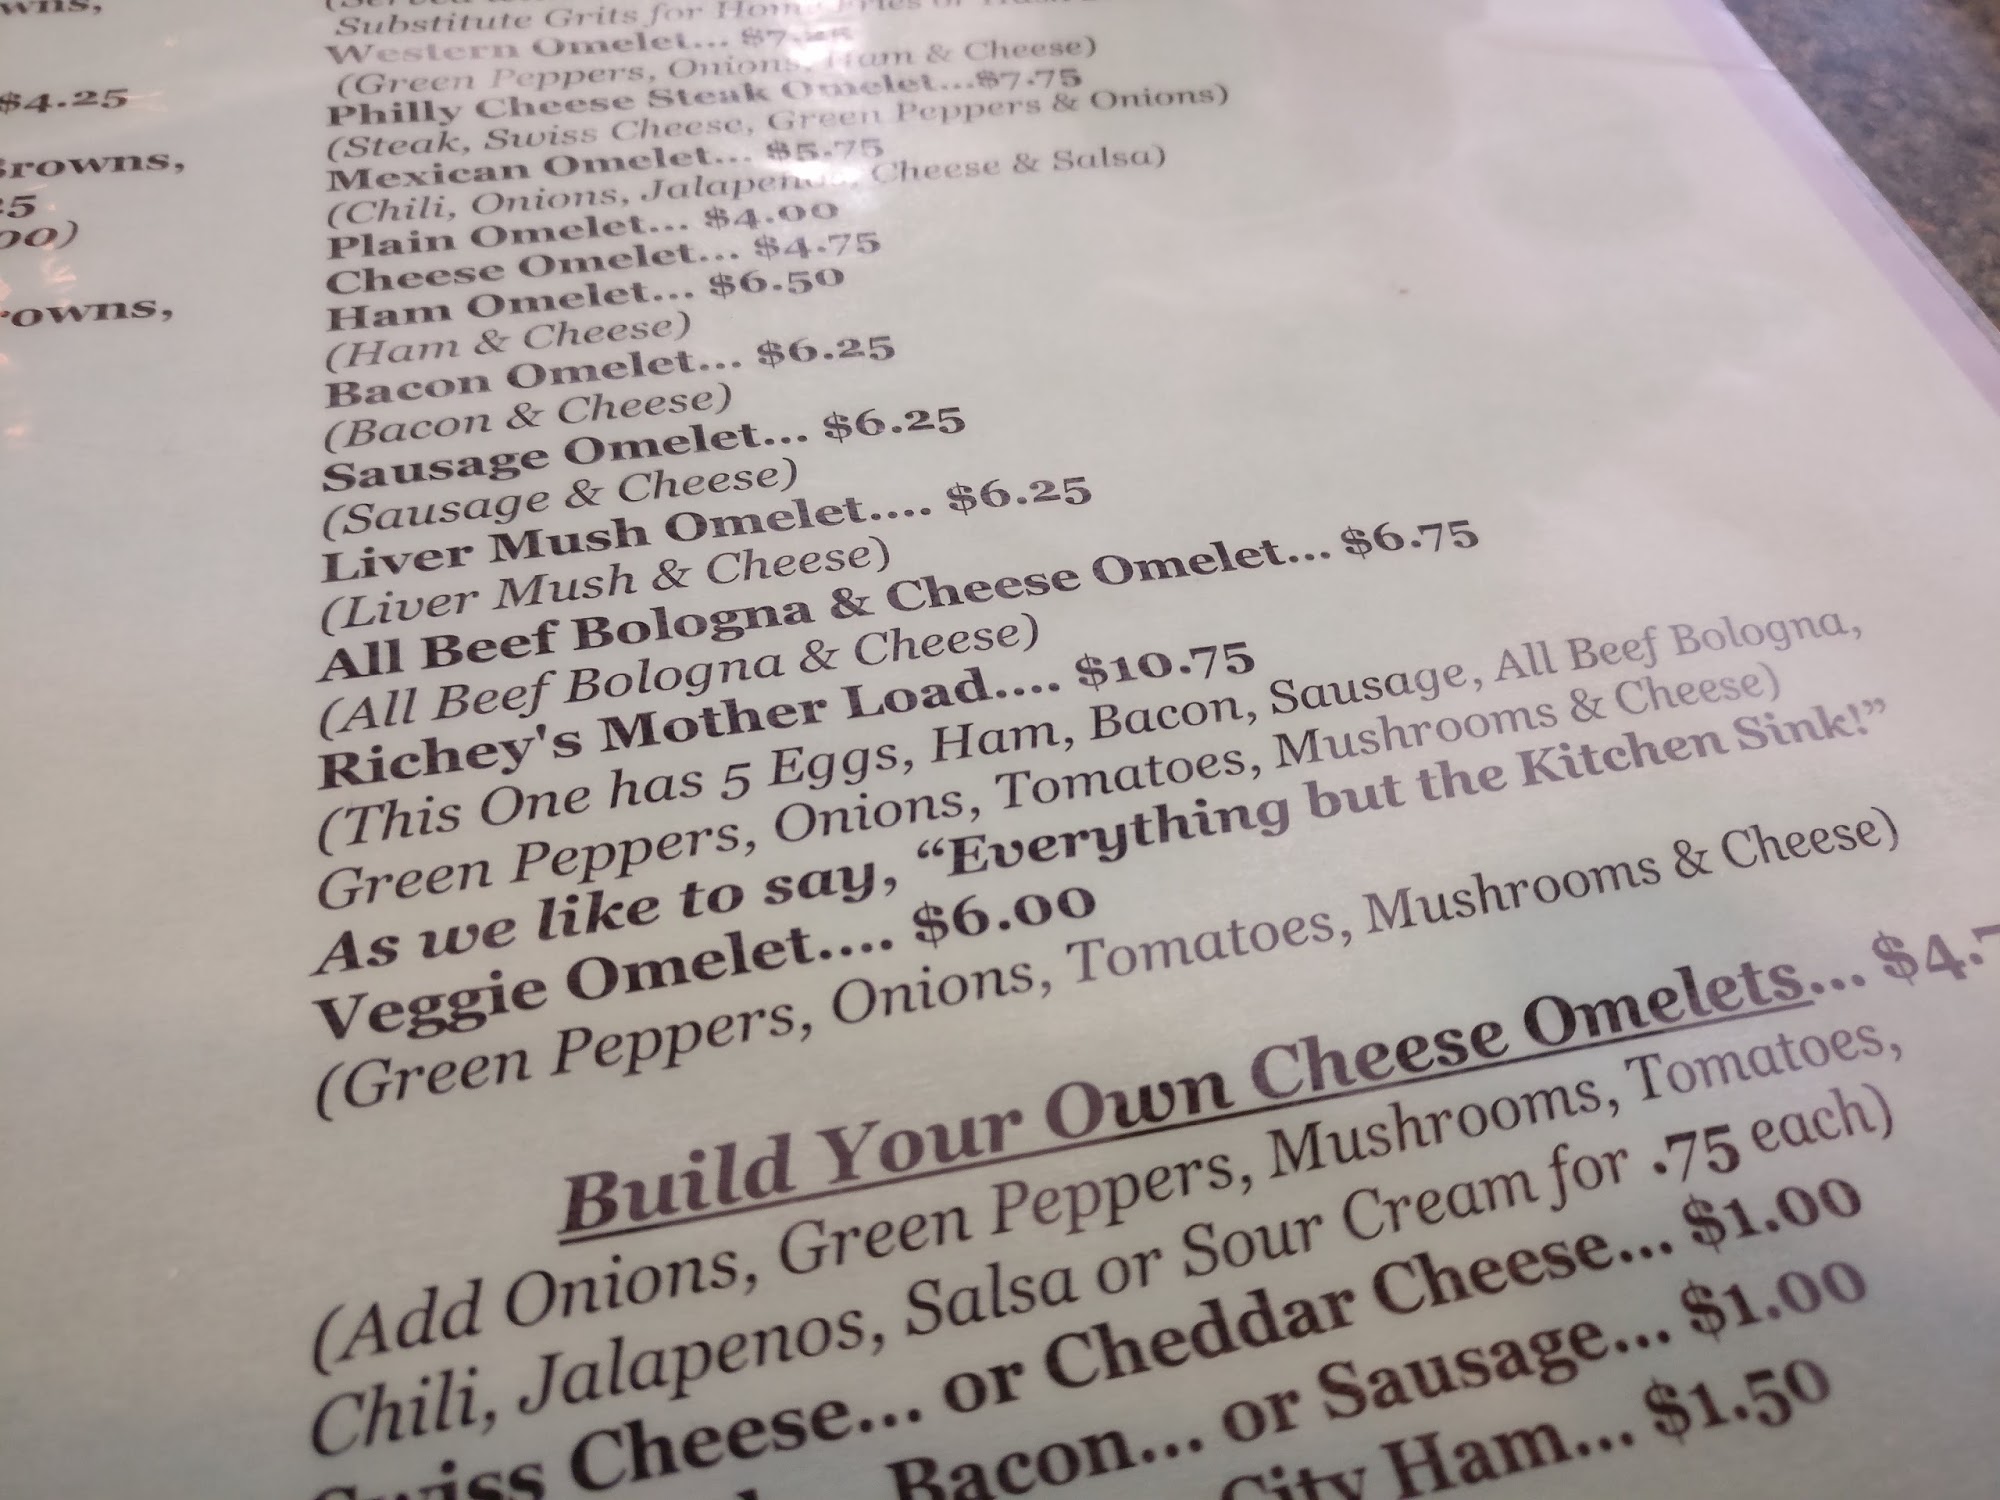 $4.25
Browns,
Substitute Grits for
Western Omelet...
(Green Peppers, Onions, Ham & Cheese)
Philly Cheese Steak Omelet...$7.75
(Steak, Swiss Cheese, Green Peppers & Onions)
Mexican Omelet... $5.75
(Chili, Onions, Jalapenos, Cheese & Salsa)
Plain Omelet... $4.00
Cheese Omelet... $4.75
Ham Omelet... $6.50
(Ham & Cheese)
Bacon Omelet... $6.25
(Bacon & Cheese)
Sausage Omelet... $6.25
(Sausage & Cheese)
Liver Mush Omelet.... $6.25
(Liver Mush & Cheese)
All Beef Bologna & Cheese Omelet... $6.75
(All Beef Bologna & Cheese)
Richey's Mother Load.... $10.75
(This One has 5 Eggs, Ham, Bacon, Sausage, All Beef Bologna,
Green Peppers, Onions, Tomatoes, Mushrooms & Cheese)
As we like to say, “Everything but the Kitchen Sink!”
Veggie Omelet.... $6.00
(Green Peppers, Onions, Tomatoes, Mushrooms & Cheese)
Build Your Own Cheese Omelets... $4.7
(Add Onions, Green Peppers, Mushrooms, Tomatoes,
Chili, Jalapenos, Salsa or Sour Cream for .75 each)
Swiss Cheese... or Cheddar Cheese... $1.00
Bacon... or Sausage... $1.00
City Ham... $1.50